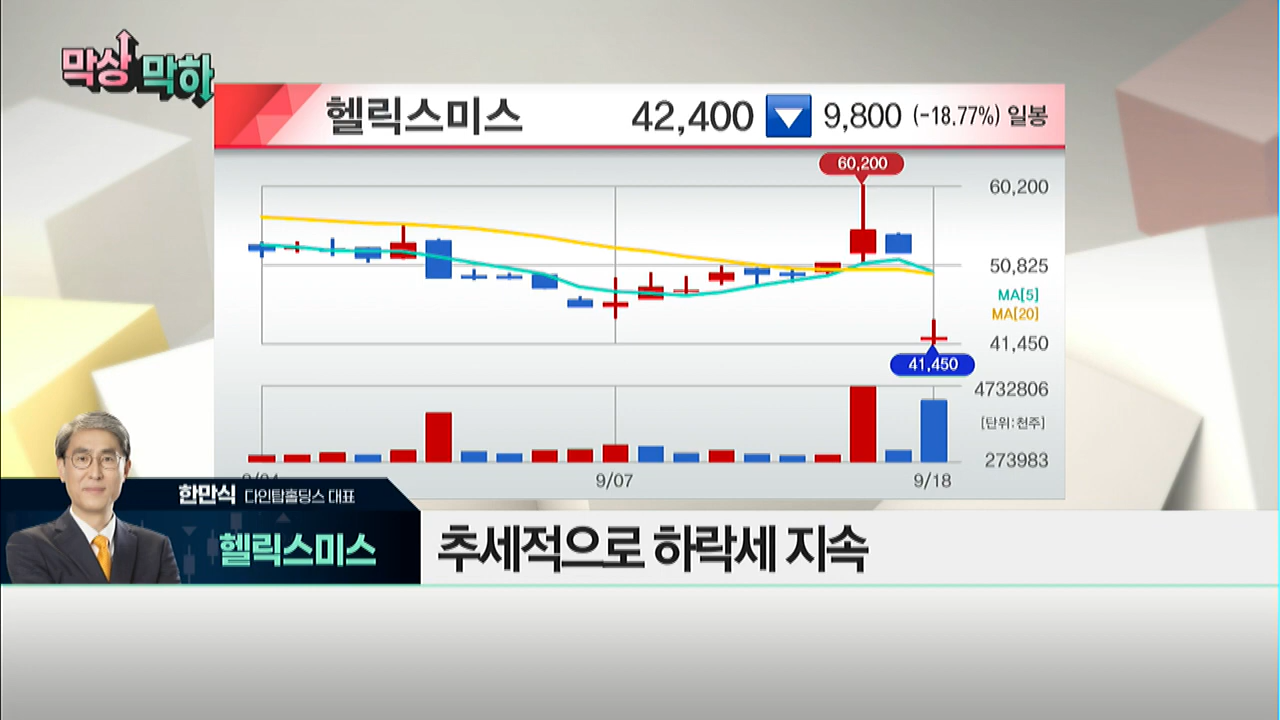 막상 막하
헬릭스미스 42,400 ▼ 9,800 (-18.77%) 일봉
60,200
60,200
50,825
MA[5]
MA[20]
41,450
41,450
4732806
[단위:천주]
273983
9/07 9/18
한만식 다인탑홀딩스 대표
헬릭스미스
추세적으로 하락세 지속